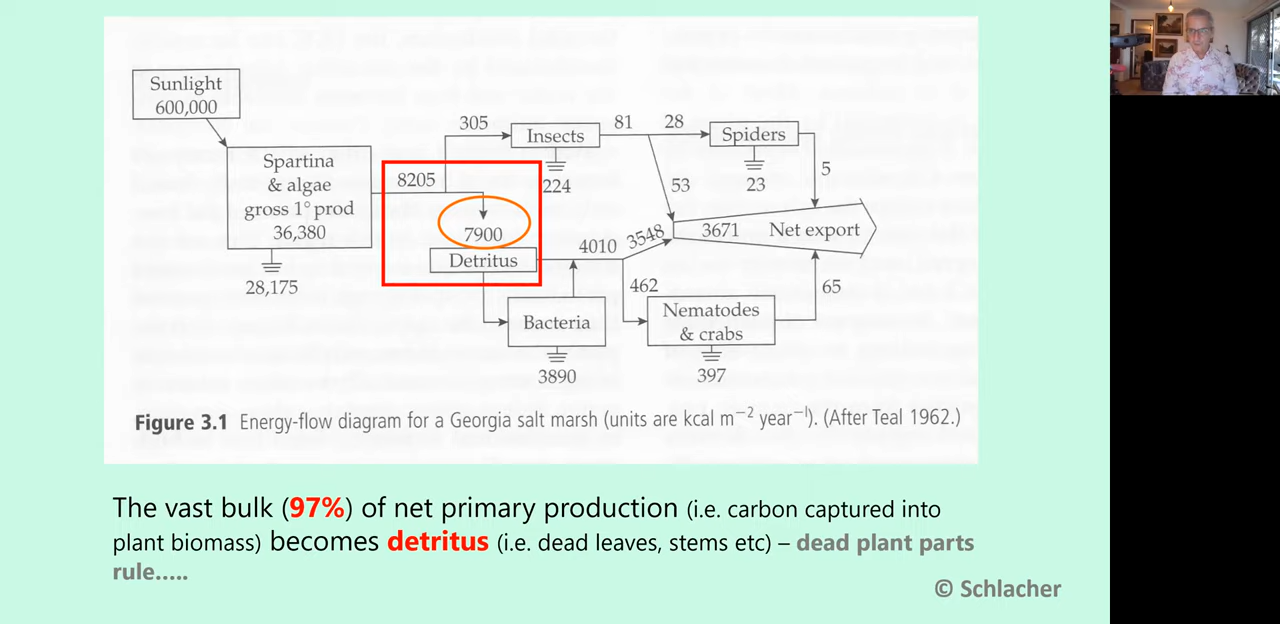 Sunlight
600,000
Spartina
& algae
gross 1° prod
36,380
28,175
8205
305
Insects
224
81
28
Spiders
23
5
53
7900
Detritus
4010
3548
3671 Net export
462
65
Bacteria
3890
Nematodes
& crabs
397
Figure 3.1 Energy-flow diagram for a Georgia salt marsh (units are kcal m⁻² year⁻¹). (After Teal 1962.)
The vast bulk (97%) of net primary production (i.e. carbon captured into
plant biomass) becomes detritus (i.e. dead leaves, stems etc) – dead plant parts
rule.....
© Schlacher